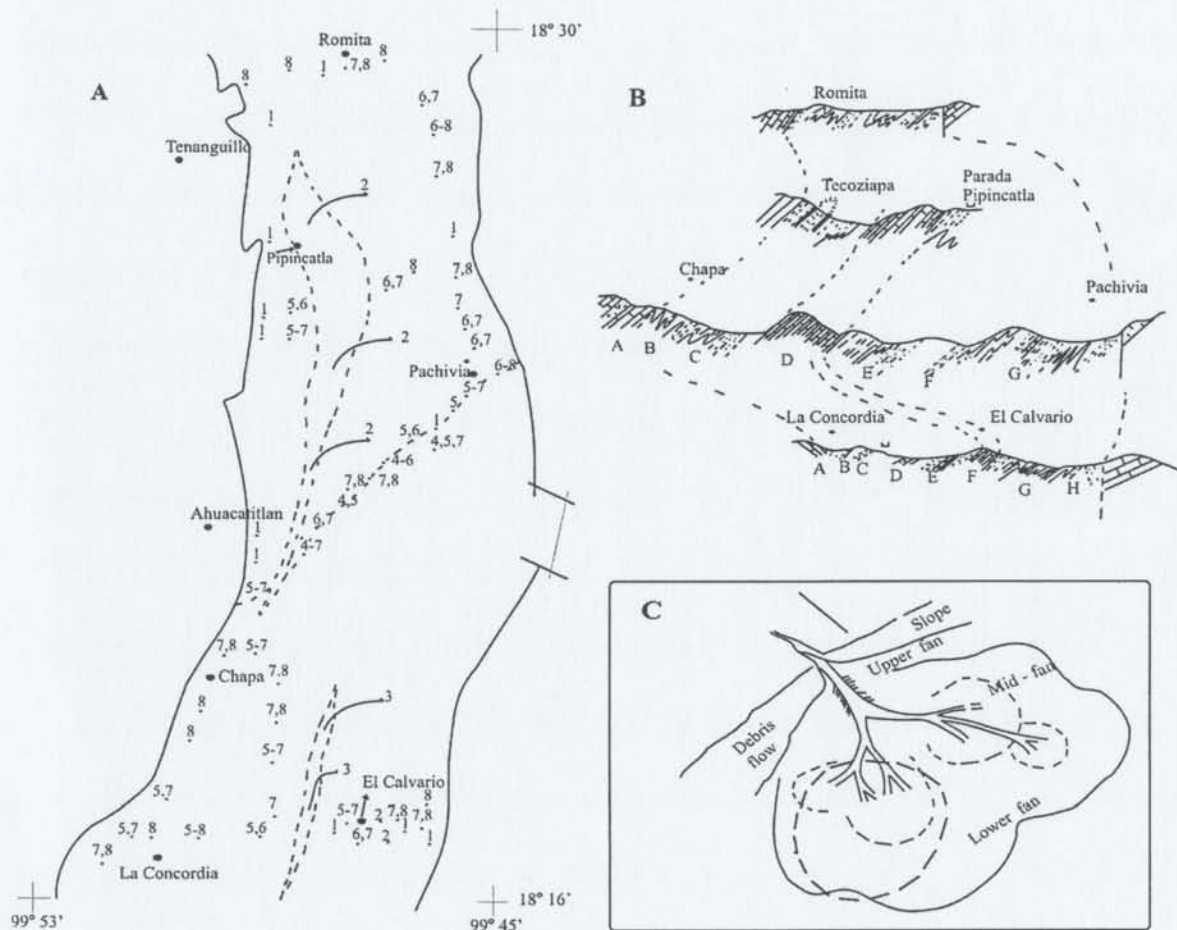 18° 30'
Romita
8
8
1
7,8
8
A
6,7
1
6-8
Tenanguillo
7,8
2
1
1
Pipincatla
8
7,8
6,7
1
5,6
7
1
5-7
6,7
2
6,7
Pachivia
6-8
5-7
5
2
5,6
1
4,5,7
4-6
7,8
7,8
4,5
Ahuacatitlan
6,7
1
4-7
1
5-7
7,8
5-7
Chapa
7,8
3
8
7,8
8
5-7
3
El Calvario
5,7
8
7
5-7
2
7,8
7,8
5,7
8
5-8
5,6
1
6,7
2
1
1
7,8
La Concordia
99° 53'
18° 16'
99° 45'
B
Romita
Tecoziapa
Parada
Pipincatla
Chapa
Pachivia
A
B
C
D
E
F
G
La Concordia
El Calvario
A
B
C
D
E
F
G
H
C
Slope
Upper fan
Mid - fan
Debris
flow
Lower fan